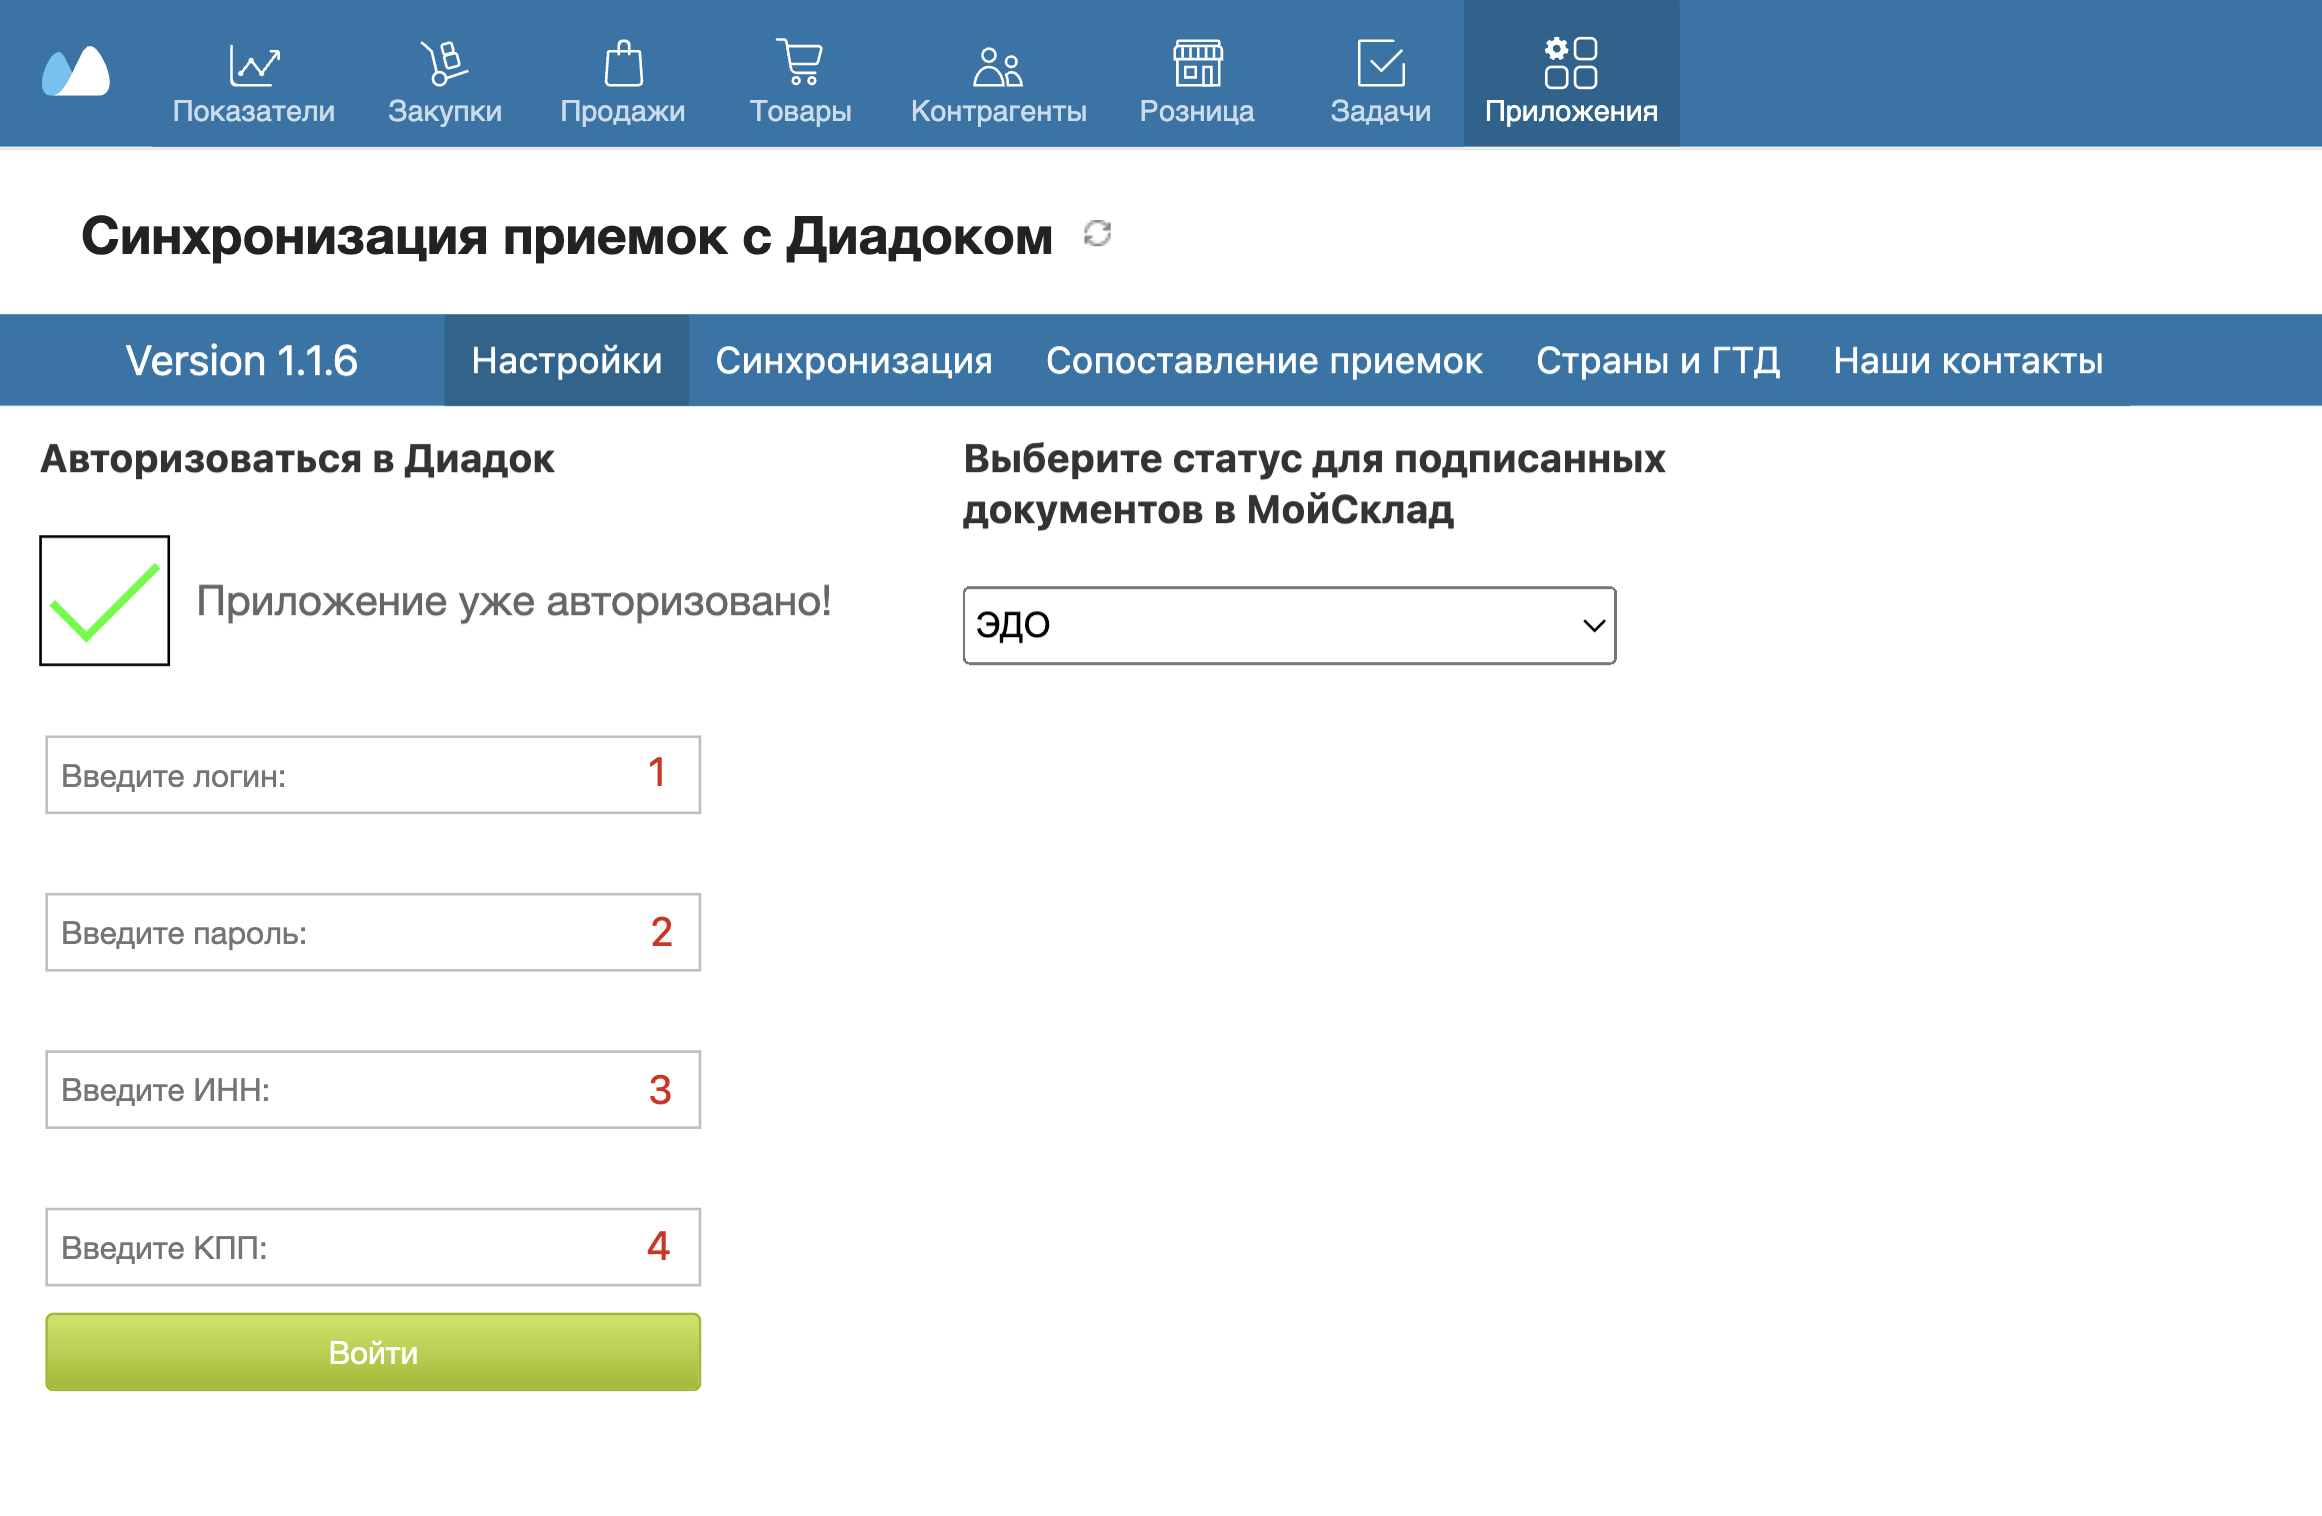 Показатели Закупки Продажи Товары Контрагенты Розница Задачи Приложения
Синхронизация приемок с Диадоком
Version 1.1.6 Настройки Синхронизация Сопоставление приемок Страны и ГТД Наши контакты
Авторизоваться в Диадок
Приложение уже авторизовано!
Введите логин: 1
Введите пароль: 2
Введите ИНН: 3
Введите КПП: 4
Войти
Выберите статус для подписанных
документов в МойСклад
ЭДО